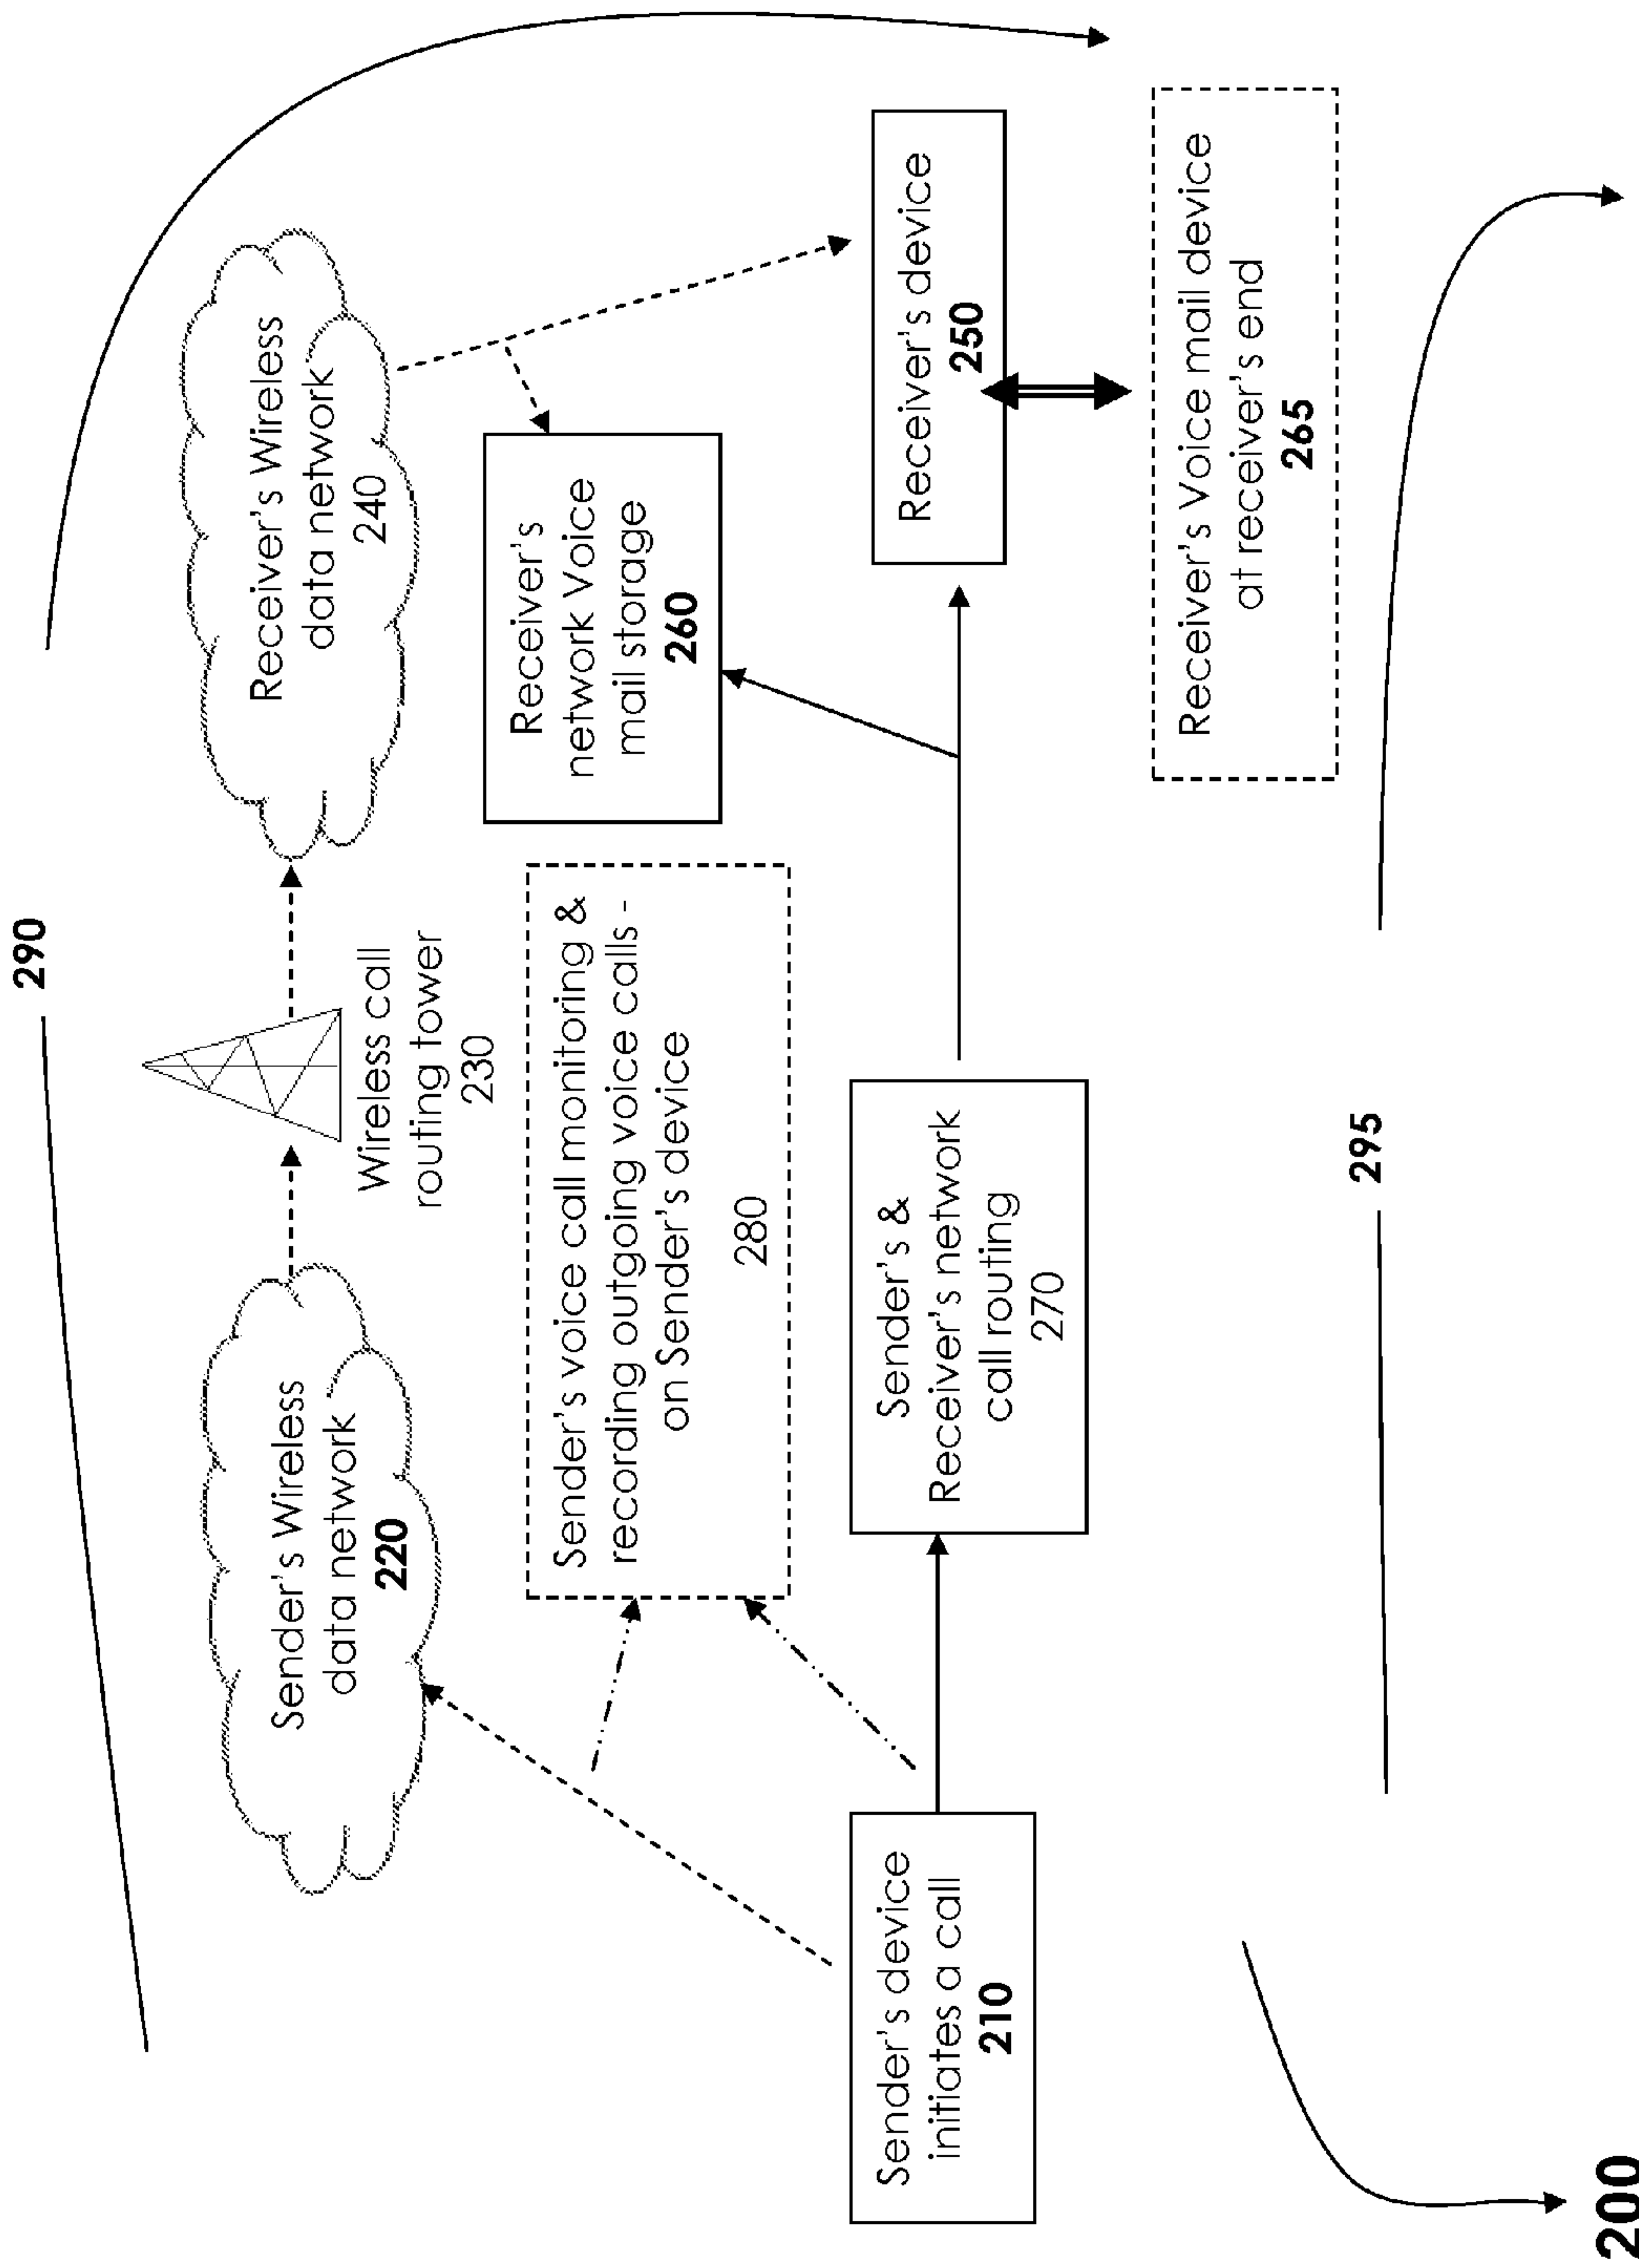 290
Sender's Wireless
data network
220
Wireless call
routing tower
230
Receiver's Wireless
data network
240
Sender's voice call monitoring &
recording outgoing voice calls -
on Sender's device
280
Receiver's
network Voice
mail storage
260
Sender's device
initiates a call
210
Sender's &
Receiver's network
call routing
270
Receiver's device
250
Receiver's Voice mail device
at receiver's end
265
295
200